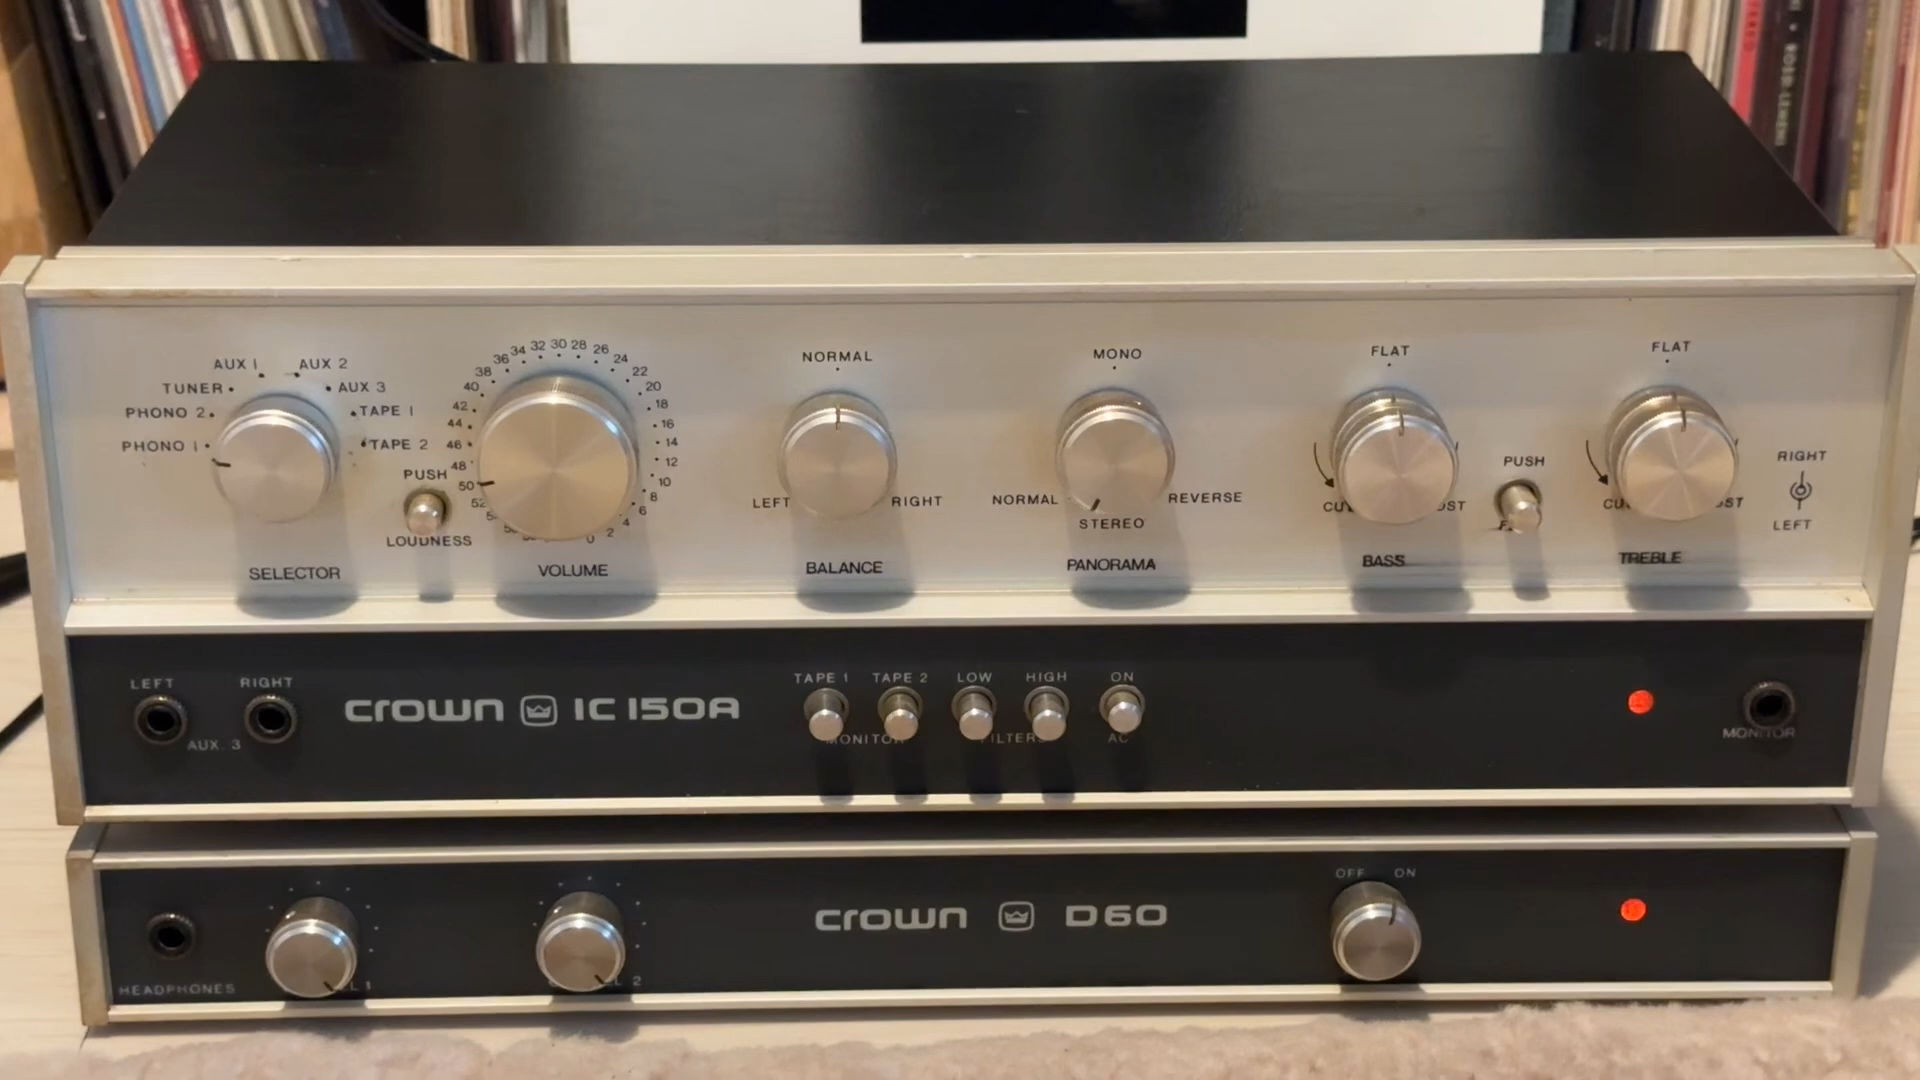 AUX 1 AUX 2
TUNER AUX 3
PHONO 2 TAPE 1
PHONO 1 TAPE 2
PUSH
LOUDNESS
SELECTOR
40 38 36 34 32 30 28 26 24 22 20
42 18
44 16
46 14
48 12
50 10
8
6
4
2
0
VOLUME
NORMAL
LEFT RIGHT
BALANCE
MONO
NORMAL REVERSE
STEREO
PANORAMA
FLAT
BASS
PUSH
FLAT
TREBLE
RIGHT
LEFT
LEFT RIGHT
AUX. 3
crown IC 150A
TAPE 1 TAPE 2 LOW HIGH ON
MONITOR FILTERS AC
MONITOR
HEADPHONES
1
2
crown D60
OFF ON